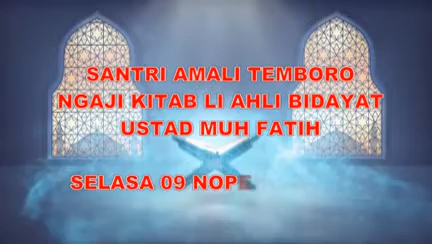 SANTRI AMALI TEMBORO
NGAJI KITAB LI AHLI BIDAYAT
USTAD MUH FATIH
SELASA 09 NOPE